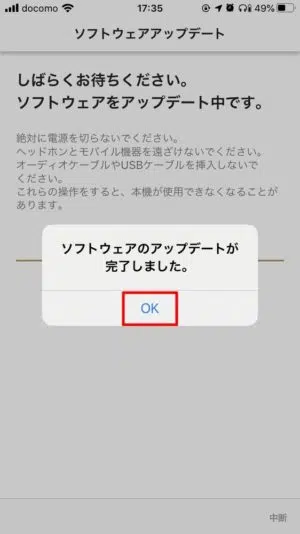 docomo 17:35 49%
ソフトウェアアップデート
しばらくお待ちください。
ソフトウェアをアップデート中です。
絶対に電源を切らないでください。
ヘッドホンとモバイル機器を遠ざけないでください。
オーディオケーブルやUSBケーブルを挿入しないで
ください。
これらの操作をすると、本機が使用できなくなることが
あります。
ソフトウェアのアップデートが
完了しました。
OK
中断